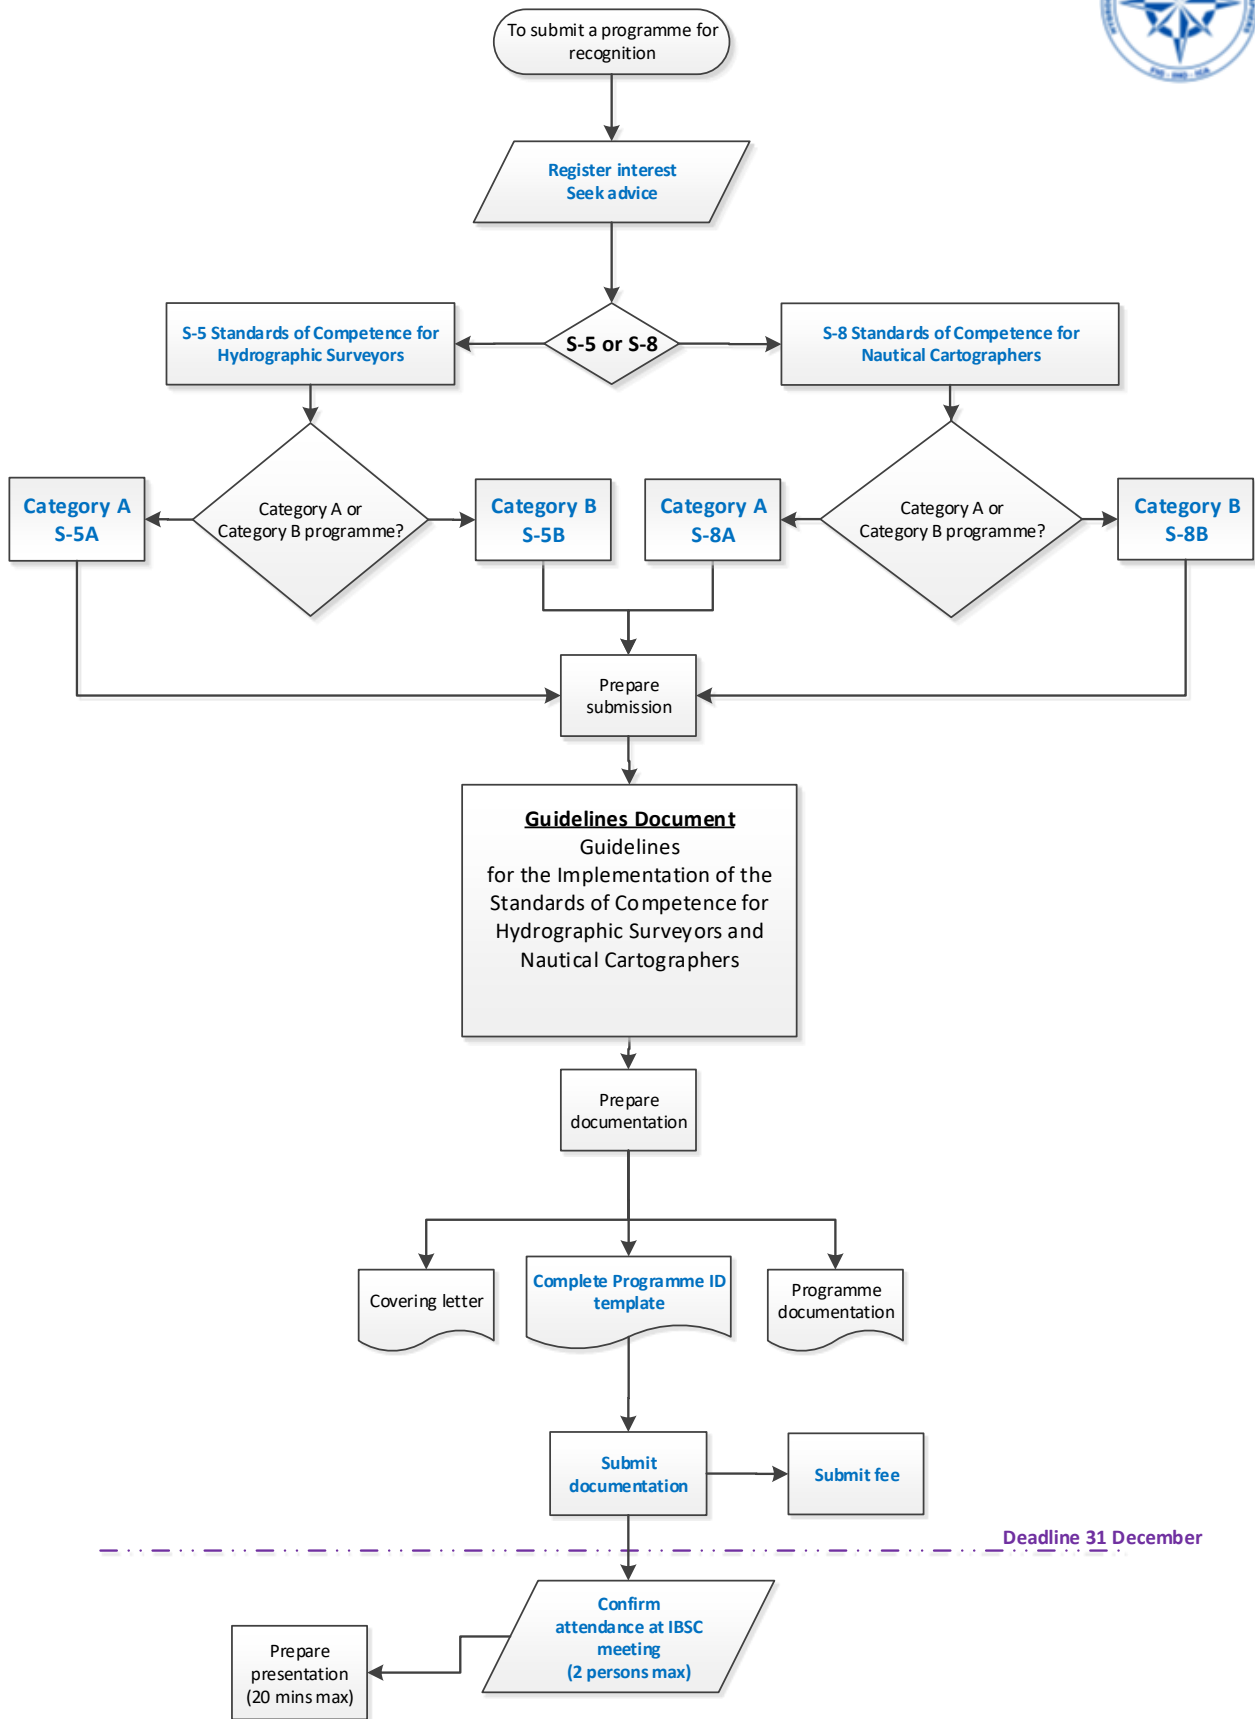 To submit a programme for
recognition
FIG - IHO - ICA
Register interest
Seek advice
S-5 Standards of Competence for
Hydrographic Surveyors
S-5 or S-8
S-8 Standards of Competence for
Nautical Cartographers
Category A
S-5A
Category A or
Category B programme?
Category B
S-5B
Category A
S-8A
Category A or
Category B programme?
Category B
S-8B
Prepare
submission
Guidelines Document
Guidelines
for the Implementation of the
Standards of Competence for
Hydrographic Surveyors and
Nautical Cartographers
Prepare
documentation
Covering letter
Complete Programme ID
template
Programme
documentation
Submit
documentation
Submit fee
Deadline 31 December
Confirm
attendance at IBSC
meeting
(2 persons max)
Prepare
presentation
(20 mins max)